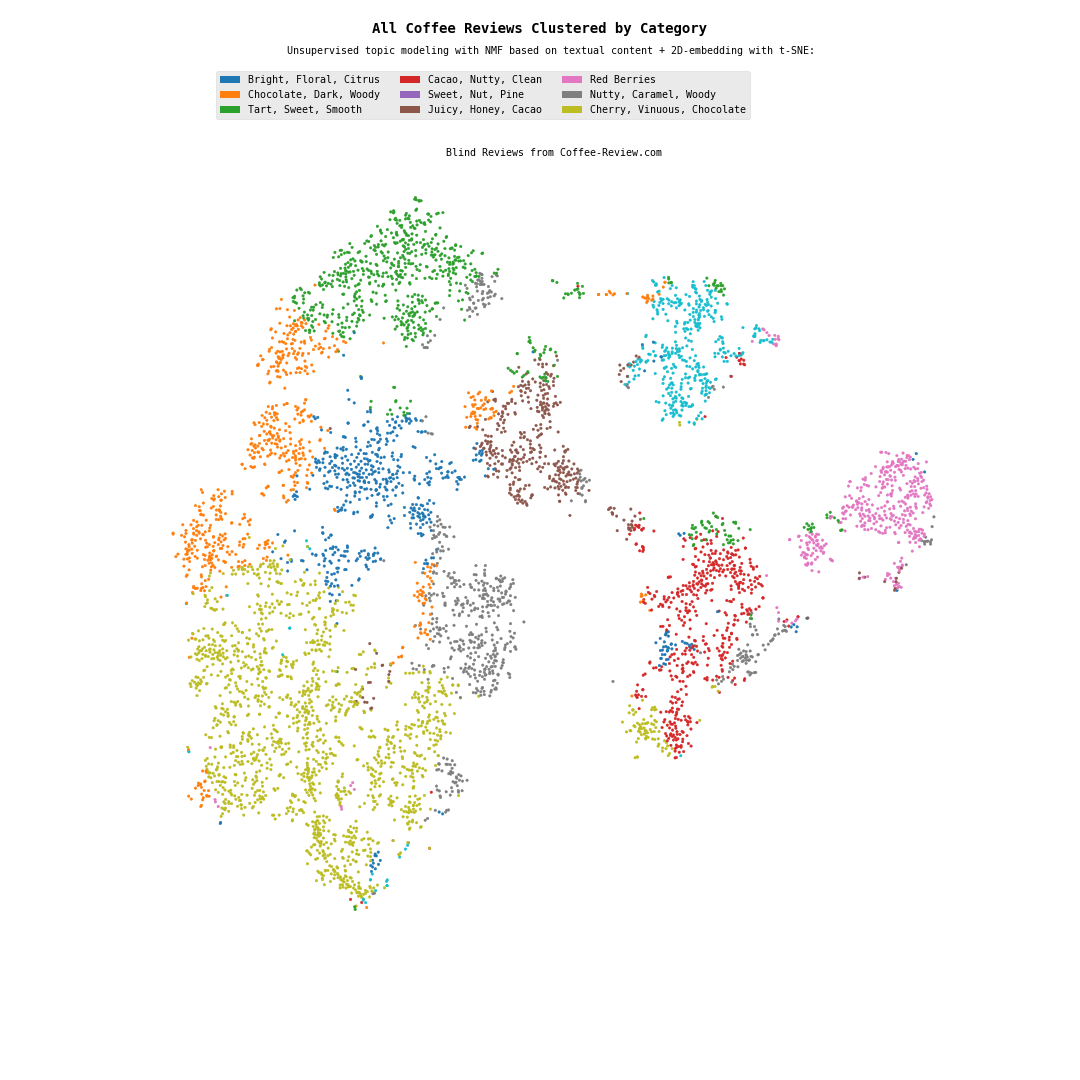 All Coffee Reviews Clustered by Category
Unsupervised topic modeling with NMF based on textual content + 2D-embedding with t-SNE:
Bright, Floral, Citrus
Chocolate, Dark, Woody
Tart, Sweet, Smooth
Cacao, Nutty, Clean
Sweet, Nut, Pine
Juicy, Honey, Cacao
Red Berries
Nutty, Caramel, Woody
Cherry, Vinuous, Chocolate
Blind Reviews from Coffee-Review.com